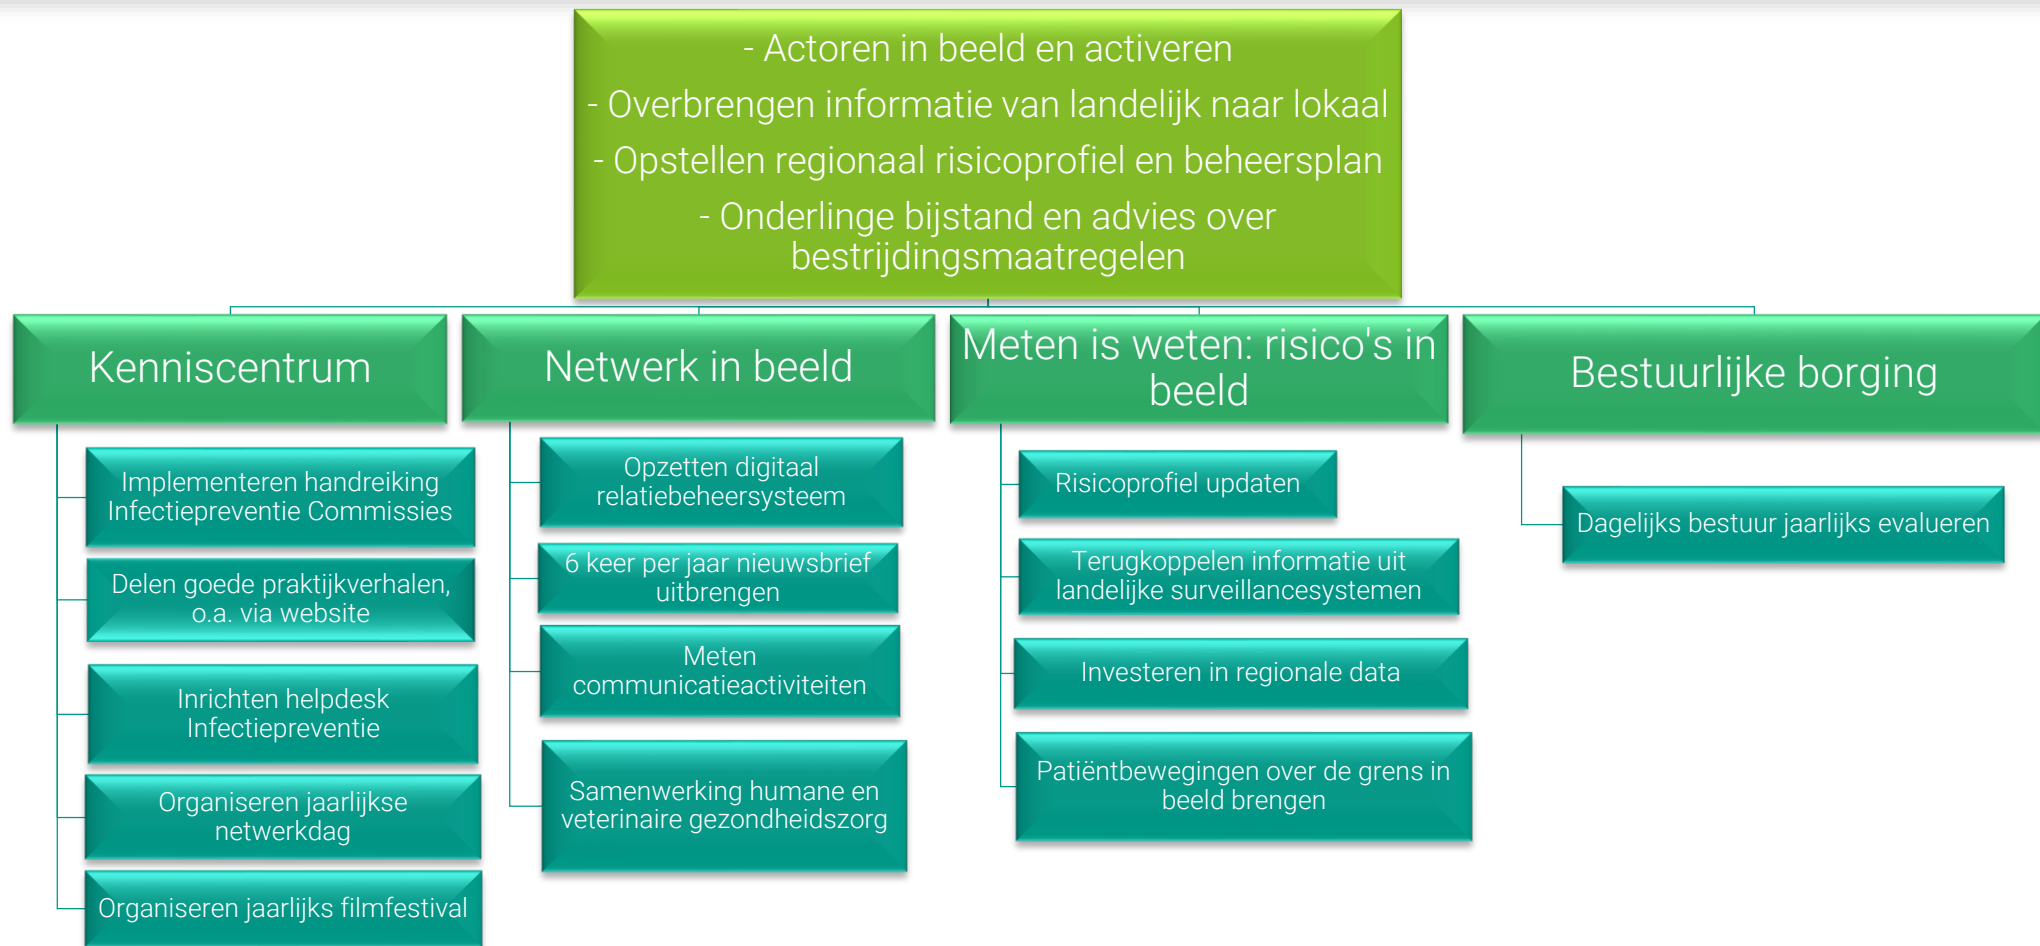 - Actoren in beeld en activeren
- Overbrengen informatie van landelijk naar lokaal
- Opstellen regionaal risicoprofiel en beheersplan
- Onderlinge bijstand en advies over
bestrijdingsmaatregelen
Kenniscentrum
Implementeren handreiking
Infectiepreventie Commissies
Delen goede praktijkverhalen,
o.a. via website
Inrichten helpdesk
Infectiepreventie
Organiseren jaarlijkse
netwerkdag
Organiseren jaarlijks filmfestival
Netwerk in beeld
Opzetten digitaal
relatiebeheersysteem
6 keer per jaar nieuwsbrief
uitbrengen
Meten
communicatieactiviteiten
Samenwerking humane en
veterinaire gezondheidszorg
Meten is weten: risico's in
beeld
Risicoprofiel updaten
Terugkoppelen informatie uit
landelijke surveillancesystemen
Investeren in regionale data
Patiëntbewegingen over de grens in
beeld brengen
Bestuurlijke borging
Dagelijks bestuur jaarlijks evalueren